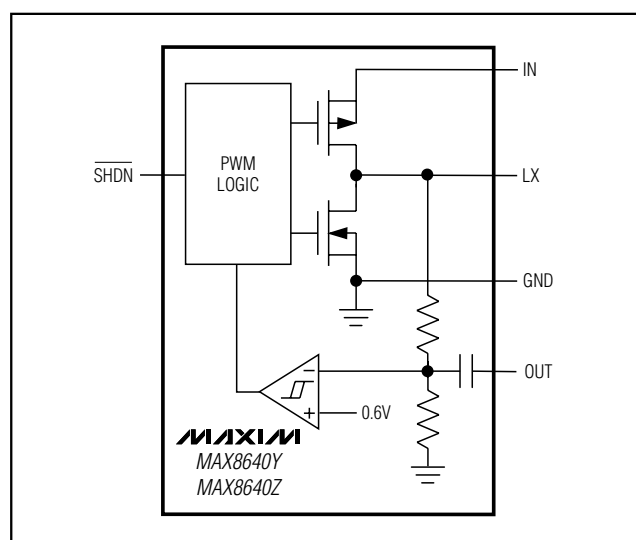 IN
SHDN
PWM
LOGIC
LX
GND
OUT
−
+
0.6V
MAXIM
MAX8640Y
MAX8640Z